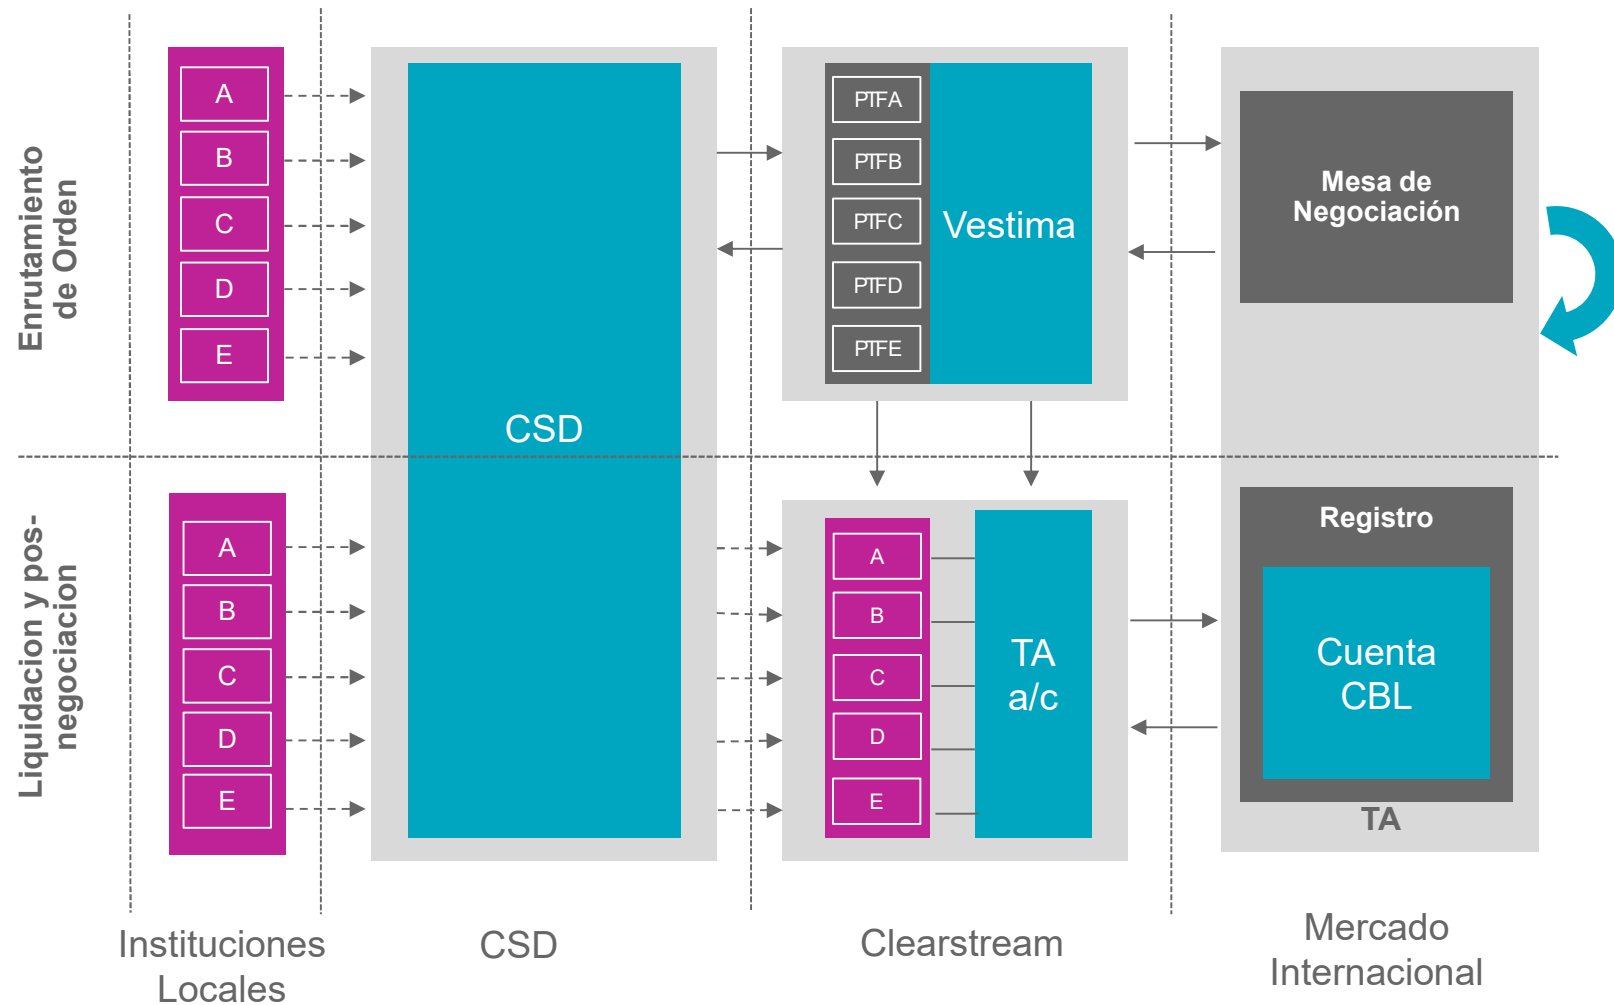 Enrutamiento
de Orden
A
B
C
D
E
CSD
PTFA
PTFB
PTFC
PTFD
PTFE
Vestima
Mesa de
Negociación
Liquidacion y pos-
negociacion
A
B
C
D
E
A
B
C
D
E
TA
a/c
Registro
Cuenta
CBL
TA
Instituciones
Locales
CSD
Clearstream
Mercado
Internacional